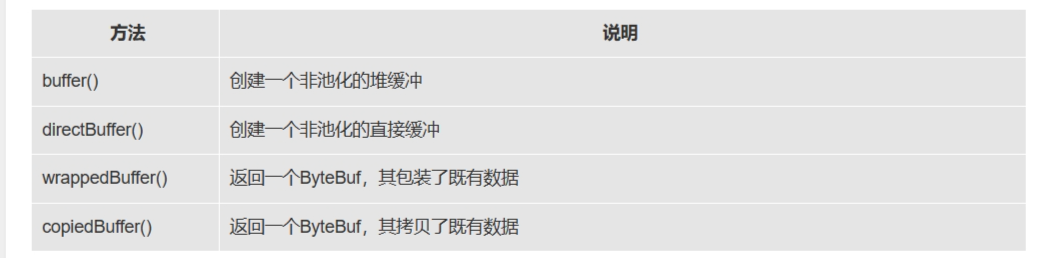 方法 说明
buffer() 创建一个非池化的堆缓冲
directBuffer() 创建一个非池化的直接缓冲
wrappedBuffer() 返回一个ByteBuf，其包装了既有数据
copiedBuffer() 返回一个ByteBuf，其拷贝了既有数据